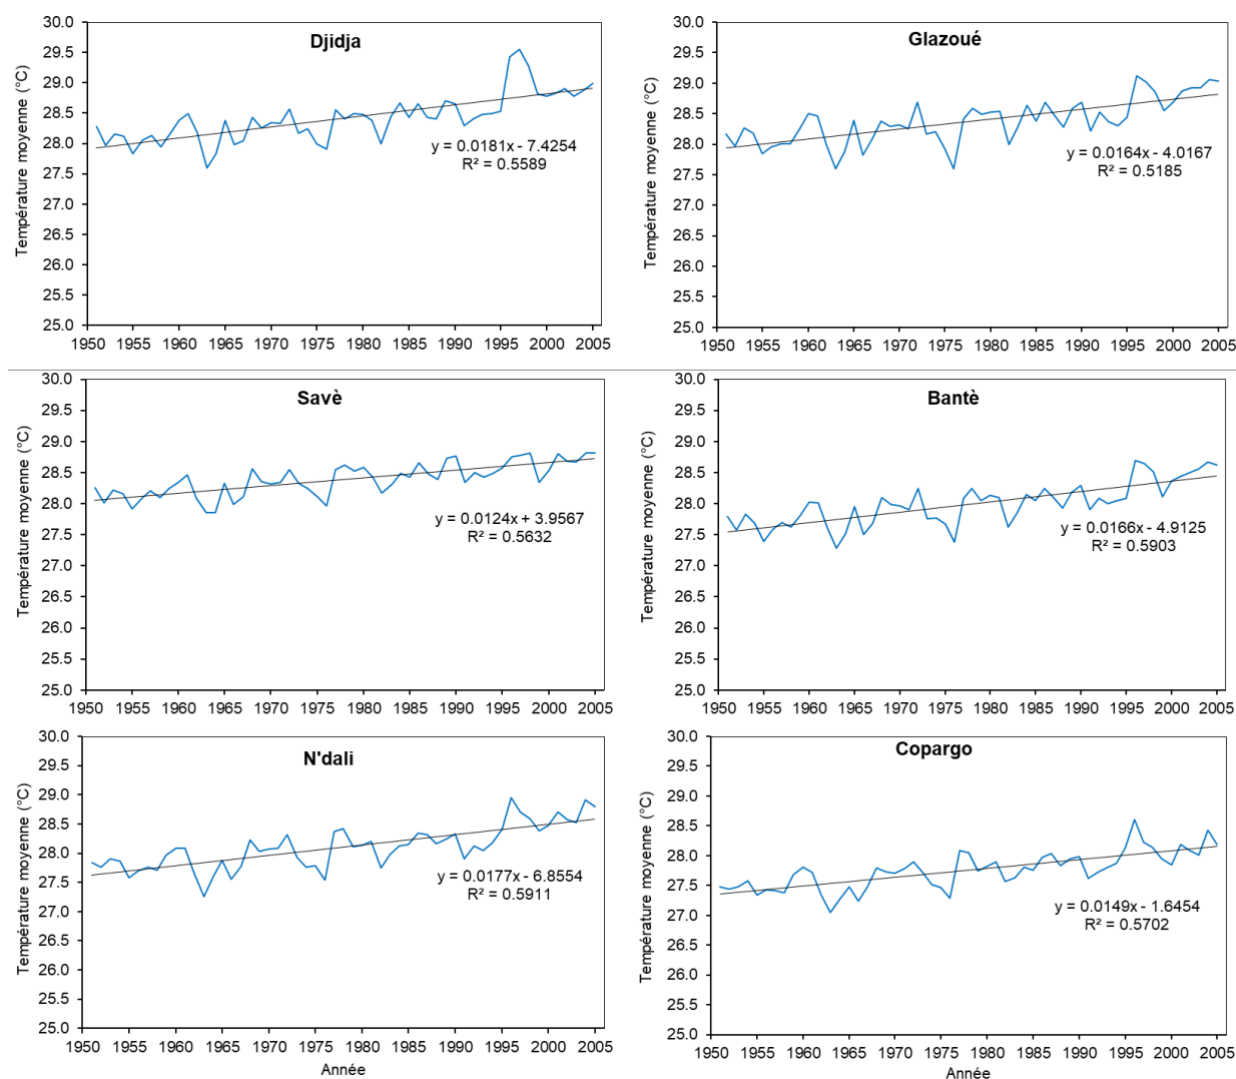 Djidja
Température moyenne (°C)
30.0
29.5
29.0
28.5
28.0
27.5
27.0
26.5
26.0
25.5
25.0
y = 0.0181x - 7.4254
R² = 0.5589
1950 1955 1960 1965 1970 1975 1980 1985 1990 1995 2000 2005
Glazoué
Température moyenne (°C)
30.0
29.5
29.0
28.5
28.0
27.5
27.0
26.5
26.0
25.5
25.0
y = 0.0164x - 4.0167
R² = 0.5185
1950 1955 1960 1965 1970 1975 1980 1985 1990 1995 2000 2005
Savè
Température moyenne (°C)
30.0
29.5
29.0
28.5
28.0
27.5
27.0
26.5
26.0
25.5
25.0
y = 0.0124x + 3.9567
R² = 0.5632
1950 1955 1960 1965 1970 1975 1980 1985 1990 1995 2000 2005
Bantè
Température moyenne (°C)
30.0
29.5
29.0
28.5
28.0
27.5
27.0
26.5
26.0
25.5
25.0
y = 0.0166x - 4.9125
R² = 0.5903
1950 1955 1960 1965 1970 1975 1980 1985 1990 1995 2000 2005
N'dali
Température moyenne (°C)
30.0
29.5
29.0
28.5
28.0
27.5
27.0
26.5
26.0
25.5
25.0
y = 0.0177x - 6.8554
R² = 0.5911
1950 1955 1960 1965 1970 1975 1980 1985 1990 1995 2000 2005
Année
Copargo
Température moyenne (°C)
30.0
29.5
29.0
28.5
28.0
27.5
27.0
26.5
26.0
25.5
25.0
y = 0.0149x - 1.6454
R² = 0.5702
1950 1955 1960 1965 1970 1975 1980 1985 1990 1995 2000 2005
Année